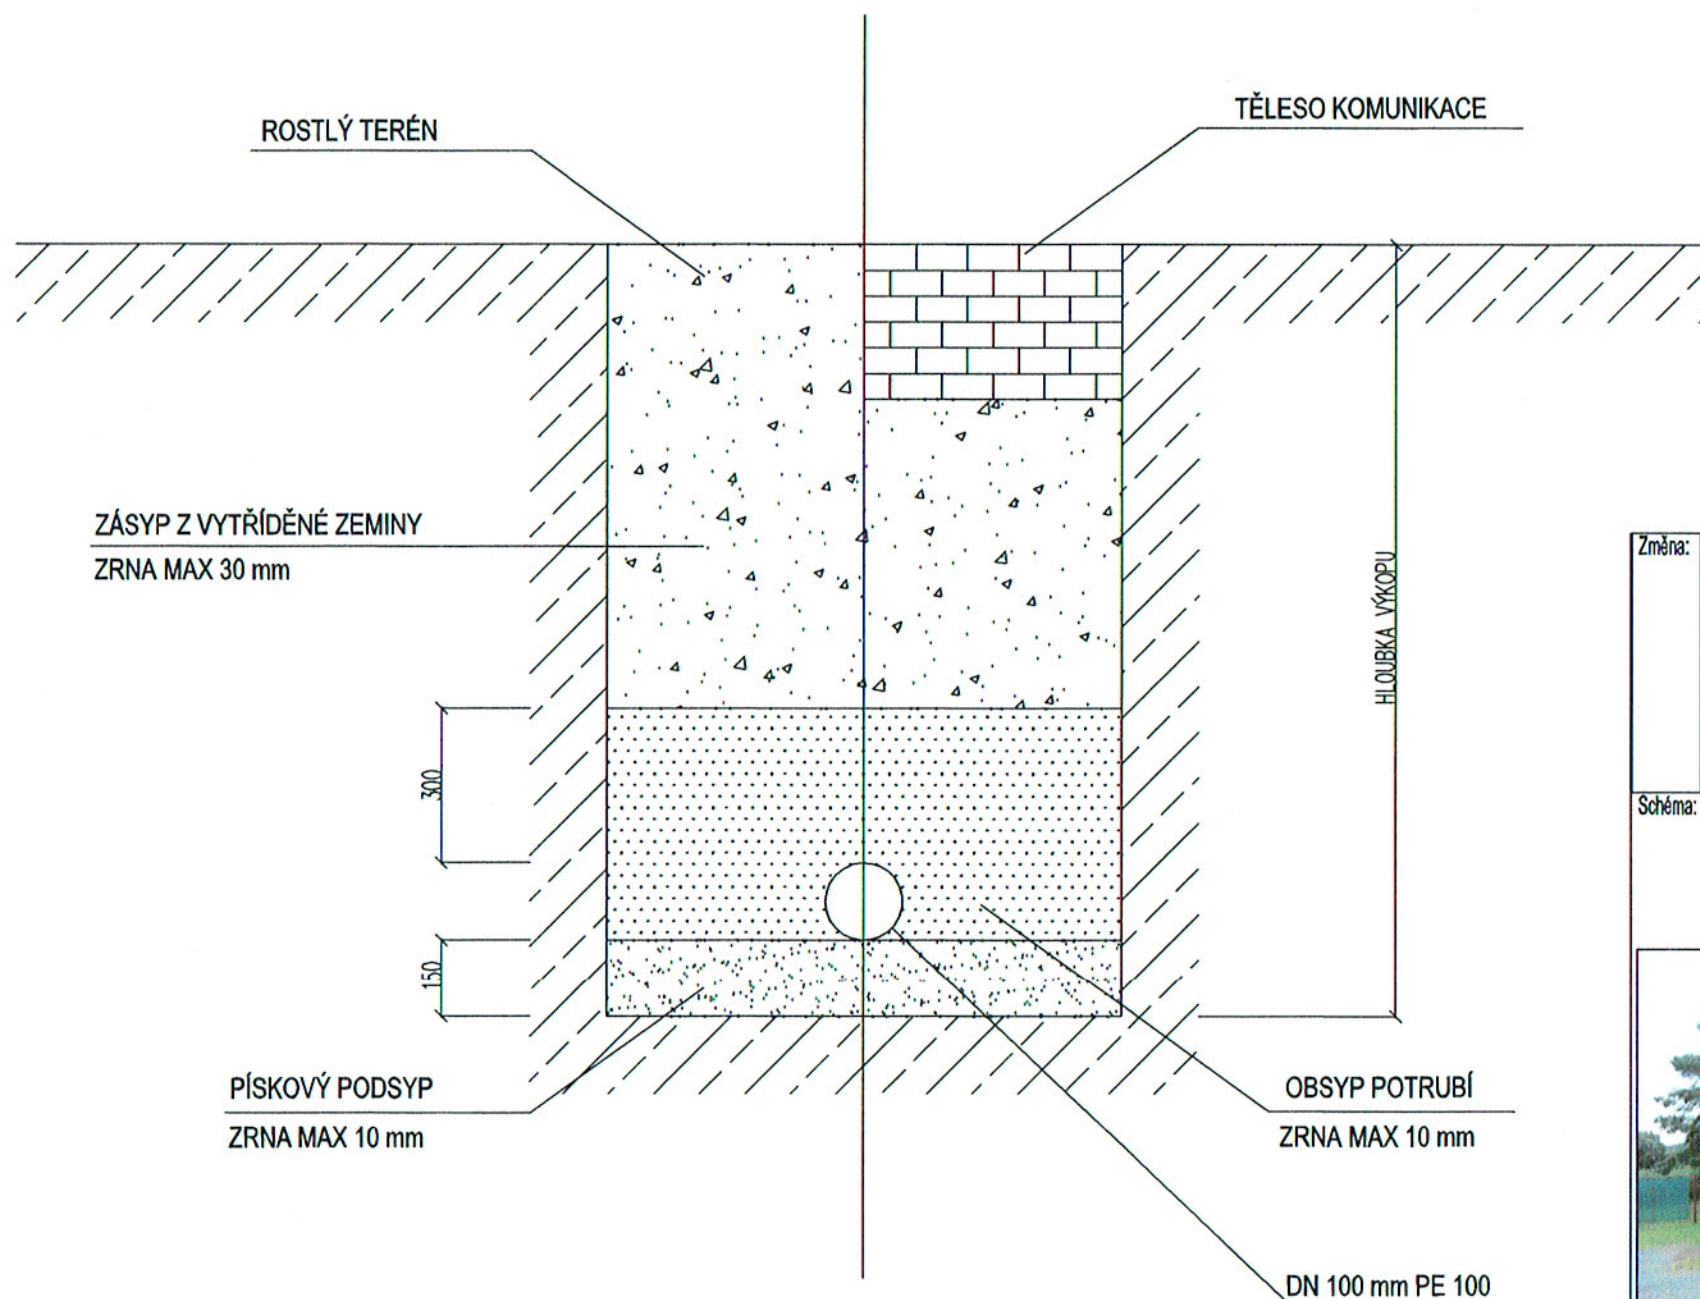 TĚLESO KOMUNIKACE
ROSTLÝ TERÉN
ZÁSYP Z VYTŘÍDĚNÉ ZEMINY
ZRNA MAX 30 mm
Změna:
HLOUBKA VÝKOPU
300
Schéma:
150
PÍSKOVÝ PODSYP
ZRNA MAX 10 mm
OBSYP POTRUBÍ
ZRNA MAX 10 mm
DN 100 mm PE 100